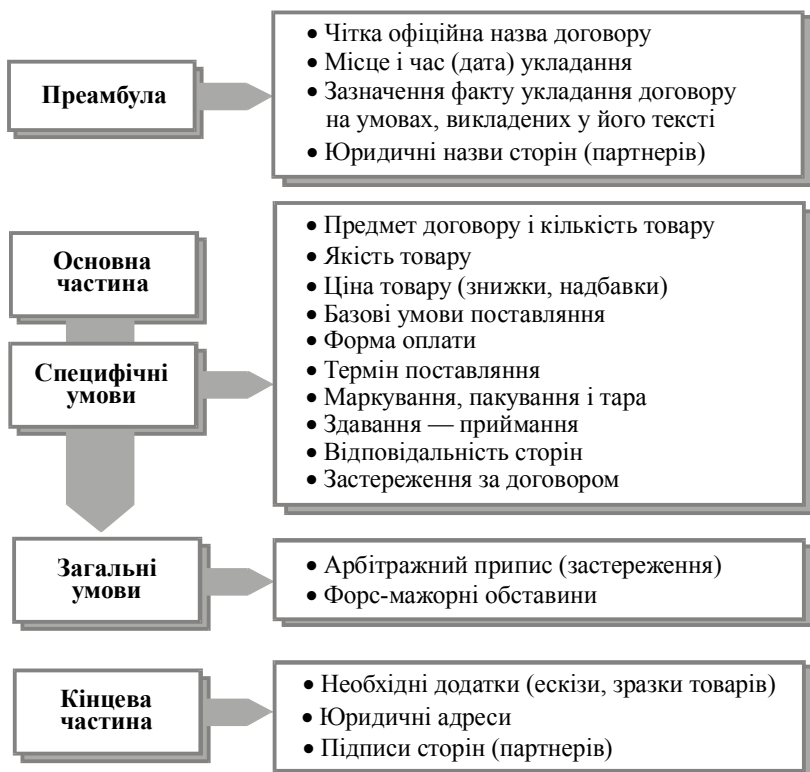 Преамбула
• Чітка офіційна назва договору
• Місце і час (дата) укладання
• Зазначення факту укладання договору
на умовах, викладених у його тексті
• Юридичні назви сторін (партнерів)
Основна
частина
Специфічні
умови
• Предмет договору і кількість товару
• Якість товару
• Ціна товару (знижки, надбавки)
• Базові умови поставляння
• Форма оплати
• Термін поставляння
• Маркування, пакування і тара
• Здавання — приймання
• Відповідальність сторін
• Застереження за договором
Загальні
умови
• Арбітражний припис (застереження)
• Форс-мажорні обставини
Кінцева
частина
• Необхідні додатки (ескізи, зразки товарів)
• Юридичні адреси
• Підписи сторін (партнерів)